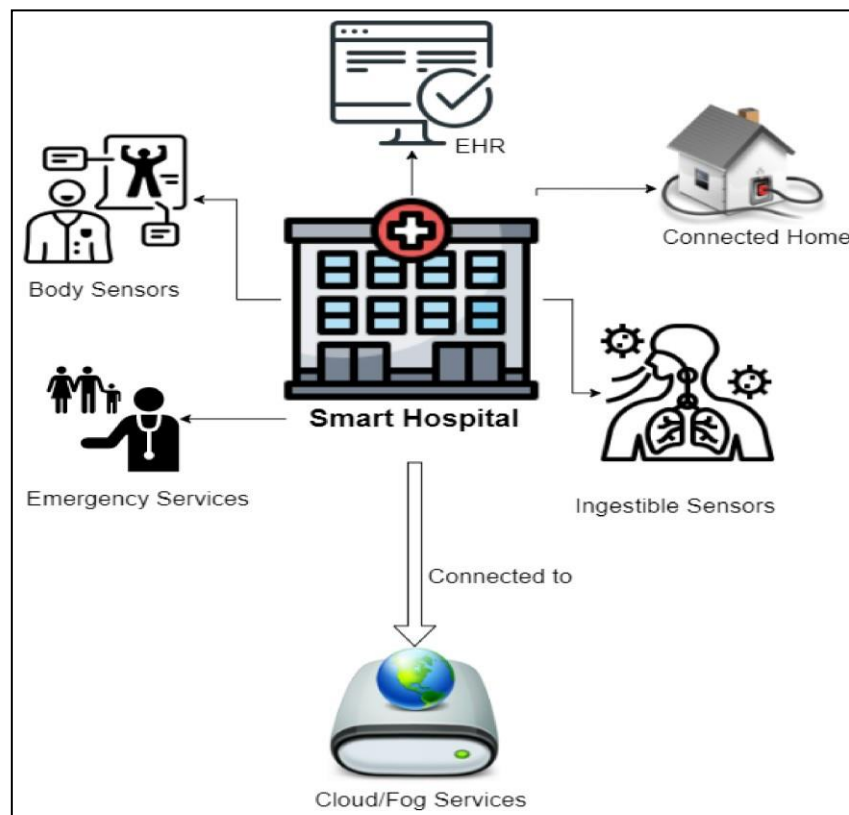 EHR
Connected Home
Body Sensors
Smart Hospital
Emergency Services
Ingestible Sensors
Connected to
Cloud/Fog Services